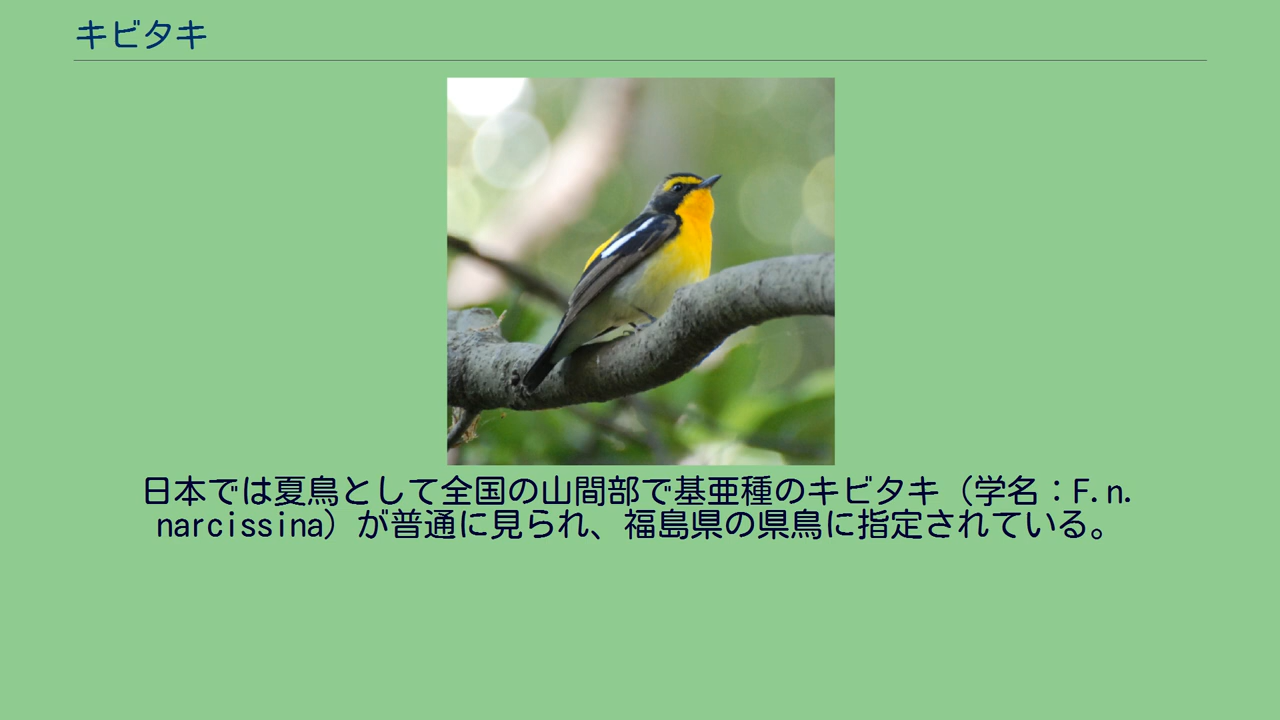 キビタキ
日本では夏鳥として全国の山間部で基亜種のキビタキ（学名：F.n.
narcissina）が普通に見られ、福島県の県鳥に指定されている。